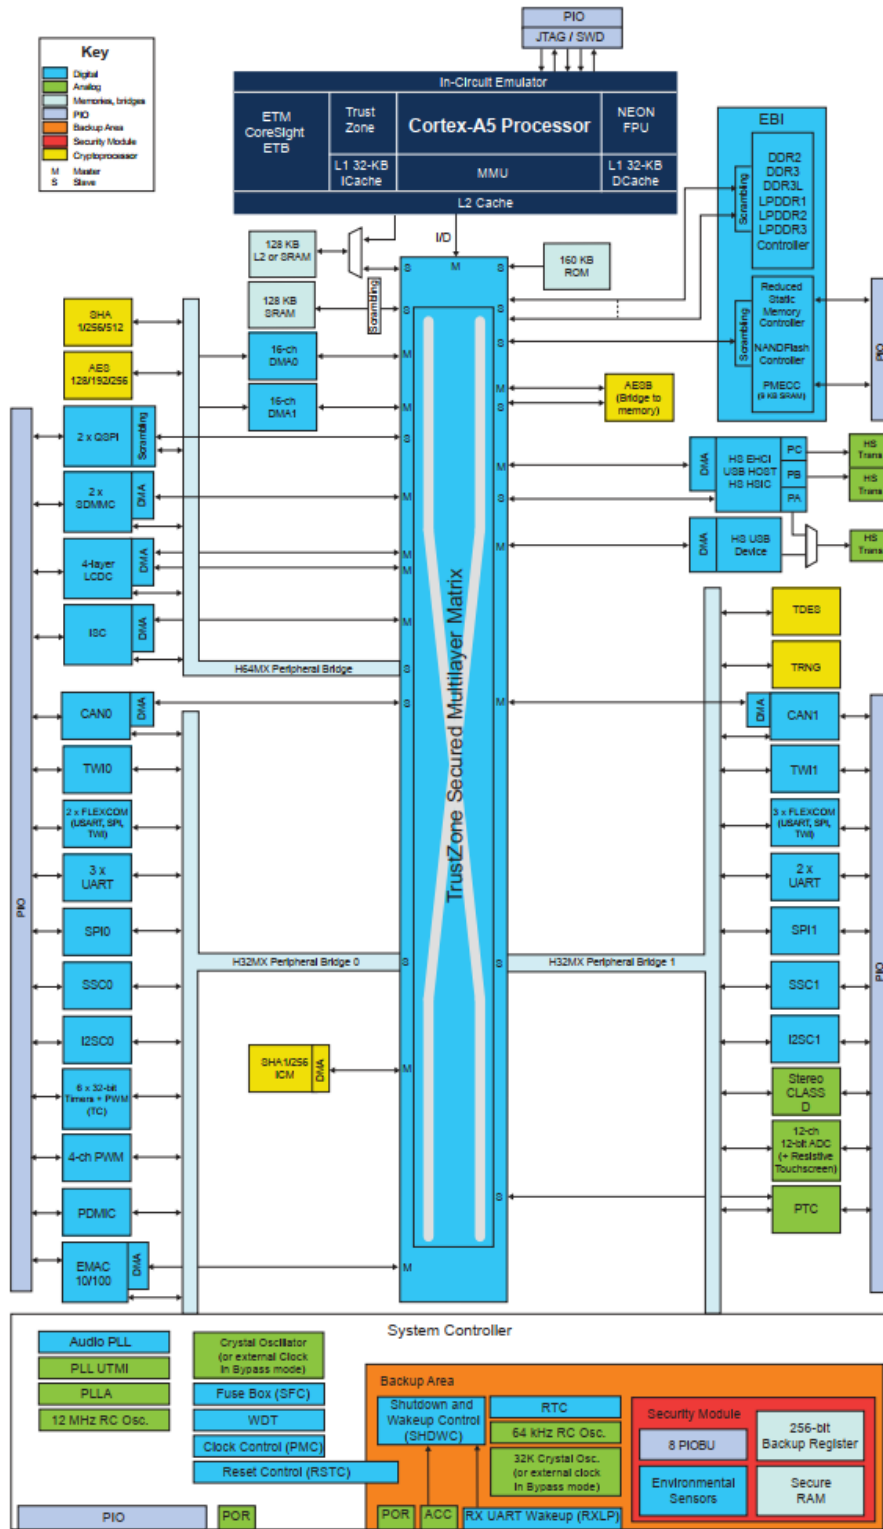 PIO
JTAG / SWD
Key
Digital
Analog
Memories, bridges
PIO
Backup Area
Security Module
Cryptoprocessor
M Master
S Slave
In-Circuit Emulator
ETM
CoreSight
ETB
Trust
Zone
Cortex-A5 Processor
NEON
FPU
L1 32-KB
ICache
MMU
L1 32-KB
DCache
L2 Cache
EBI
Scrambling
DDR2
DDR3
DDR3L
LPDDR1
LPDDR2
LPDDR3
Controller
Scrambling
Reduced
Static
Memory
Controller
NANDFlash
Controller
PMECC
(8 KB SRAM)
PIO
I/D
128 KB
L2 or SRAM
128 KB
SRAM
Scrambling
160 KB
ROM
M
S
S
S
S
S
S
M
M
S
M
S
M
M
S
M
M
M
M
S
S
M
S
S
M
S
M
TrustZone Secured Multilayer Matrix
SHA
1/256/512
AES
128/192/256
16-ch
DMA0
16-ch
DMA1
AESB
(Bridge to
memory)
2 x QSPI
Scrambling
2 x
SDMMC
DMA
4-layer
LCDC
DMA
ISC
DMA
H64MX Peripheral Bridge
DMA
HS EHCI
USB HOST
HS HSIC
PC
PB
PA
HS
Trans
HS
Trans
DMA
HS USB
Device
HS
Trans
TDES
TRNG
PIO
CAN0
DMA
TWI0
2 x FLEXCOM
(USART, SPI,
TWI)
3 x
UART
SPI0
SSC0
I2SC0
6 x 32-bit
Timers + PWM
(TC)
4-ch PWM
PDMIC
EMAC
10/100
DMA
H32MX Peripheral Bridge 0
H32MX Peripheral Bridge 1
SHA1/256
ICM
DMA
DMA
CAN1
TWI1
3 x FLEXCOM
(USART, SPI,
TWI)
2 x
UART
SPI1
SSC1
I2SC1
Stereo
CLASS
D
12-ch
12-bit ADC
(+ Resistive
Touchscreen)
PTC
PIO
System Controller
Audio PLL
PLL UTMI
PLLA
12 MHz RC Osc.
Crystal Oscillator
(or external Clock
in Bypass mode)
Fuse Box (SFC)
WDT
Clock Control (PMC)
Reset Control (RSTC)
Backup Area
Shutdown and
Wakeup Control
(SHDWC)
RTC
64 kHz RC Osc.
32K Crystal Osc.
(or external clock
in Bypass mode)
Security Module
8 PIOBU
256-bit
Backup Register
Environmental
Sensors
Secure
RAM
PIO
POR
POR
ACC
RX UART Wakeup (RXLP)